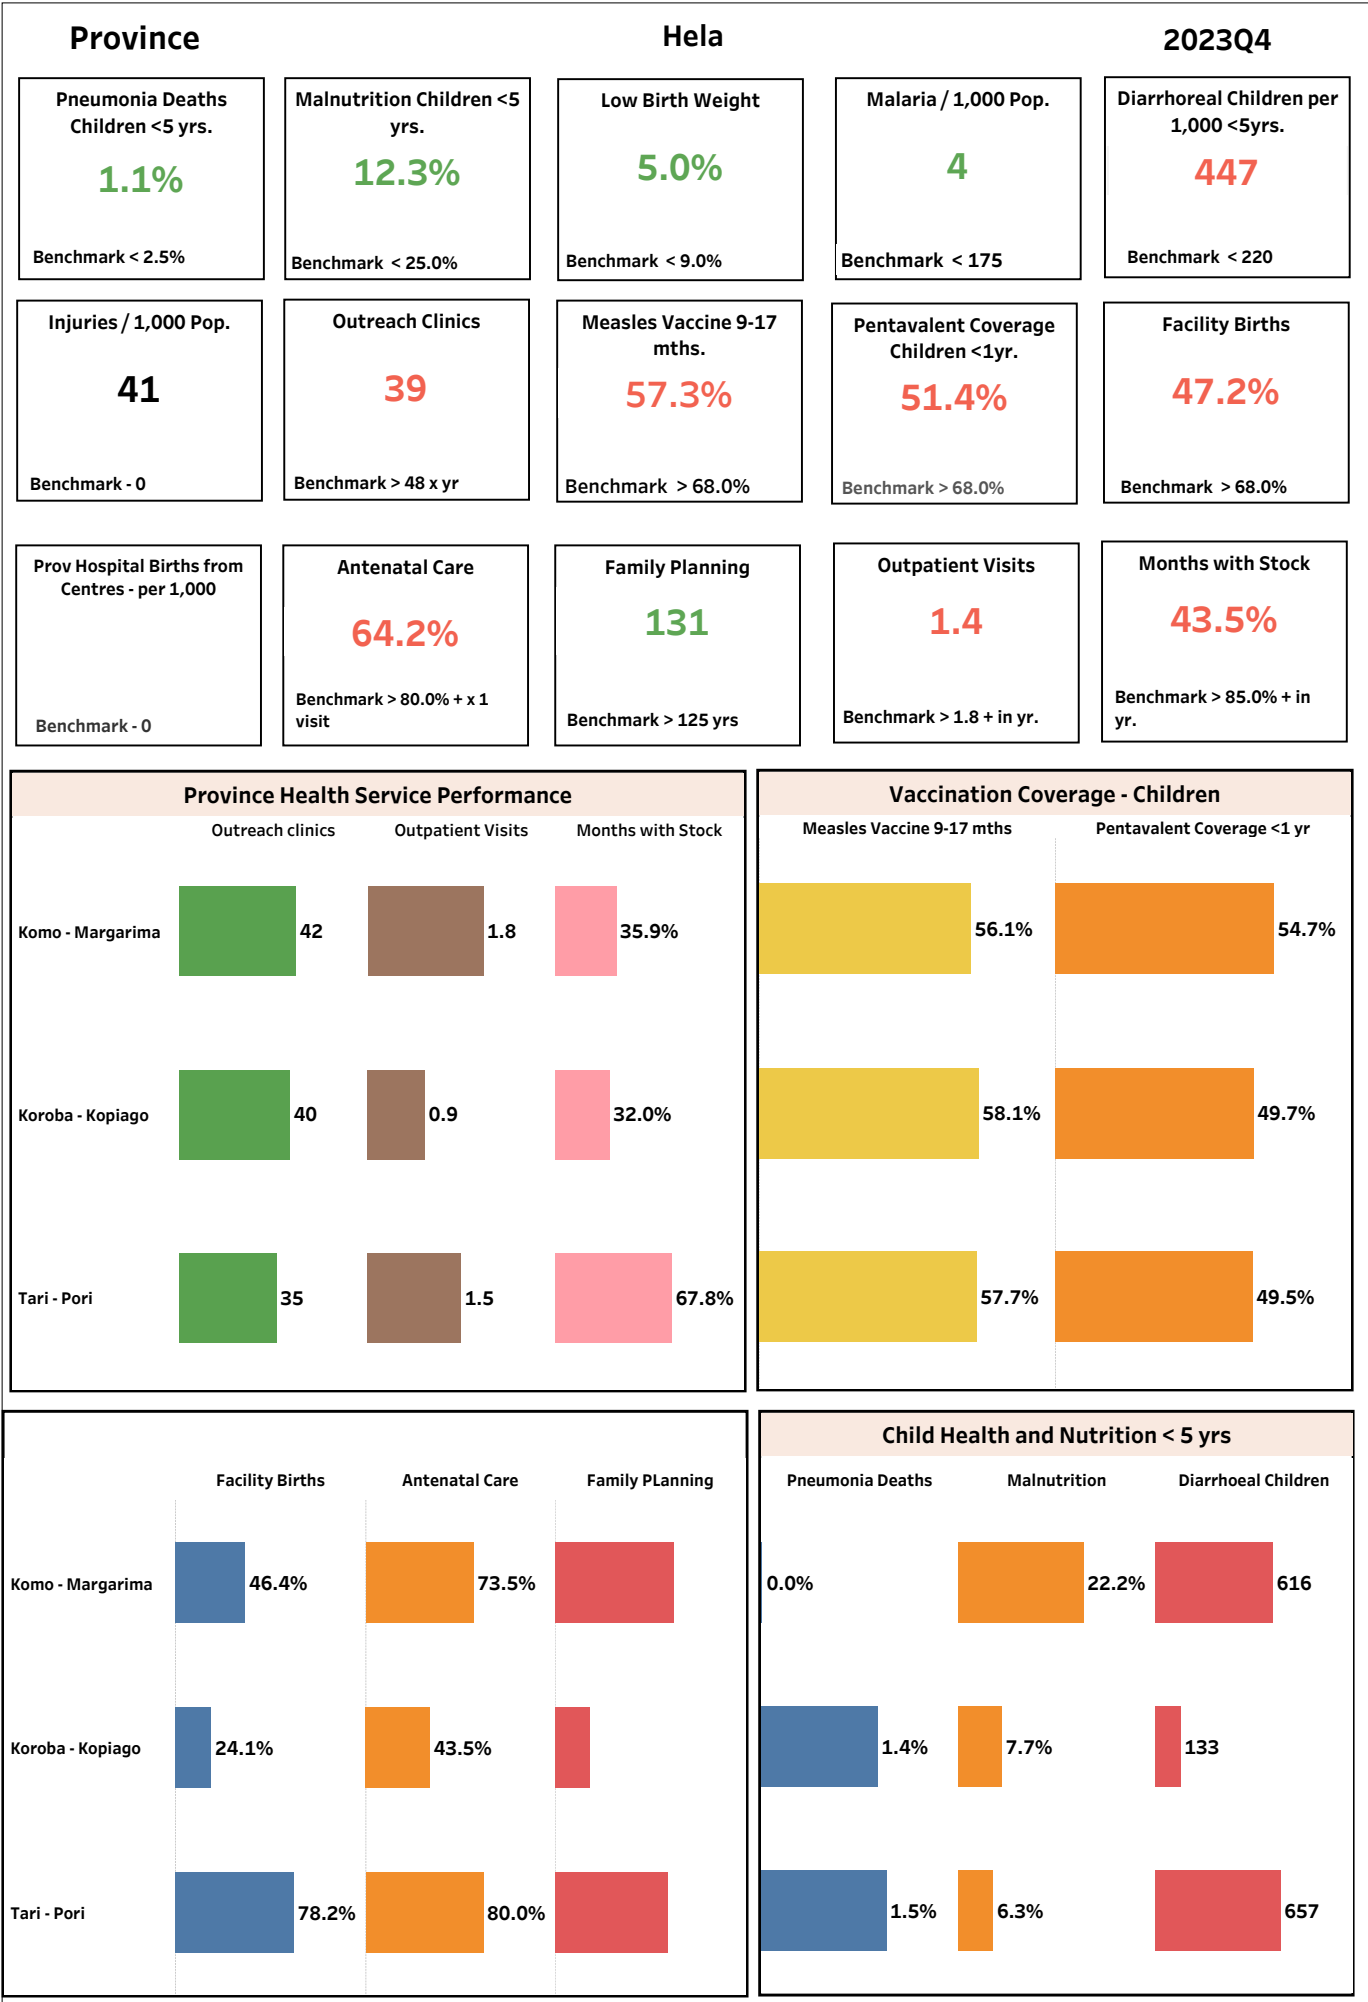 Province
Hela
2023Q4
Pneumonia Deaths
Children <5 yrs.
1.1%
Benchmark < 2.5%
Malnutrition Children <5
yrs.
12.3%
Benchmark < 25.0%
Low Birth Weight
5.0%
Benchmark < 9.0%
Malaria / 1,000 Pop.
4
Benchmark < 175
Diarrhoreal Children per
1,000 <5yrs.
447
Benchmark < 220
Injuries / 1,000 Pop.
41
Benchmark - 0
Outreach Clinics
39
Benchmark > 48 x yr
Measles Vaccine 9-17
mths.
57.3%
Benchmark > 68.0%
Pentavalent Coverage
Children <1yr.
51.4%
Benchmark > 68.0%
Facility Births
47.2%
Benchmark > 68.0%
Prov Hospital Births from
Centres - per 1,000
Benchmark - 0
Antenatal Care
64.2%
Benchmark > 80.0% + x 1
visit
Family Planning
131
Benchmark > 125 yrs
Outpatient Visits
1.4
Benchmark > 1.8 + in yr.
Months with Stock
43.5%
Benchmark > 85.0% + in
yr.
Province Health Service Performance
Outreach clinics
Outpatient Visits
Months with Stock
Komo - Margarima
42
1.8
35.9%
Koroba - Kopiago
40
0.9
32.0%
Tari - Pori
35
1.5
67.8%
Vaccination Coverage - Children
Measles Vaccine 9-17 mths
Pentavalent Coverage <1 yr
56.1%
54.7%
58.1%
49.7%
57.7%
49.5%
Facility Births
Antenatal Care
Family PLanning
Komo - Margarima
46.4%
73.5%
Koroba - Kopiago
24.1%
43.5%
Tari - Pori
78.2%
80.0%
Child Health and Nutrition < 5 yrs
Pneumonia Deaths
Malnutrition
Diarrhoeal Children
0.0%
22.2%
616
1.4%
7.7%
133
1.5%
6.3%
657